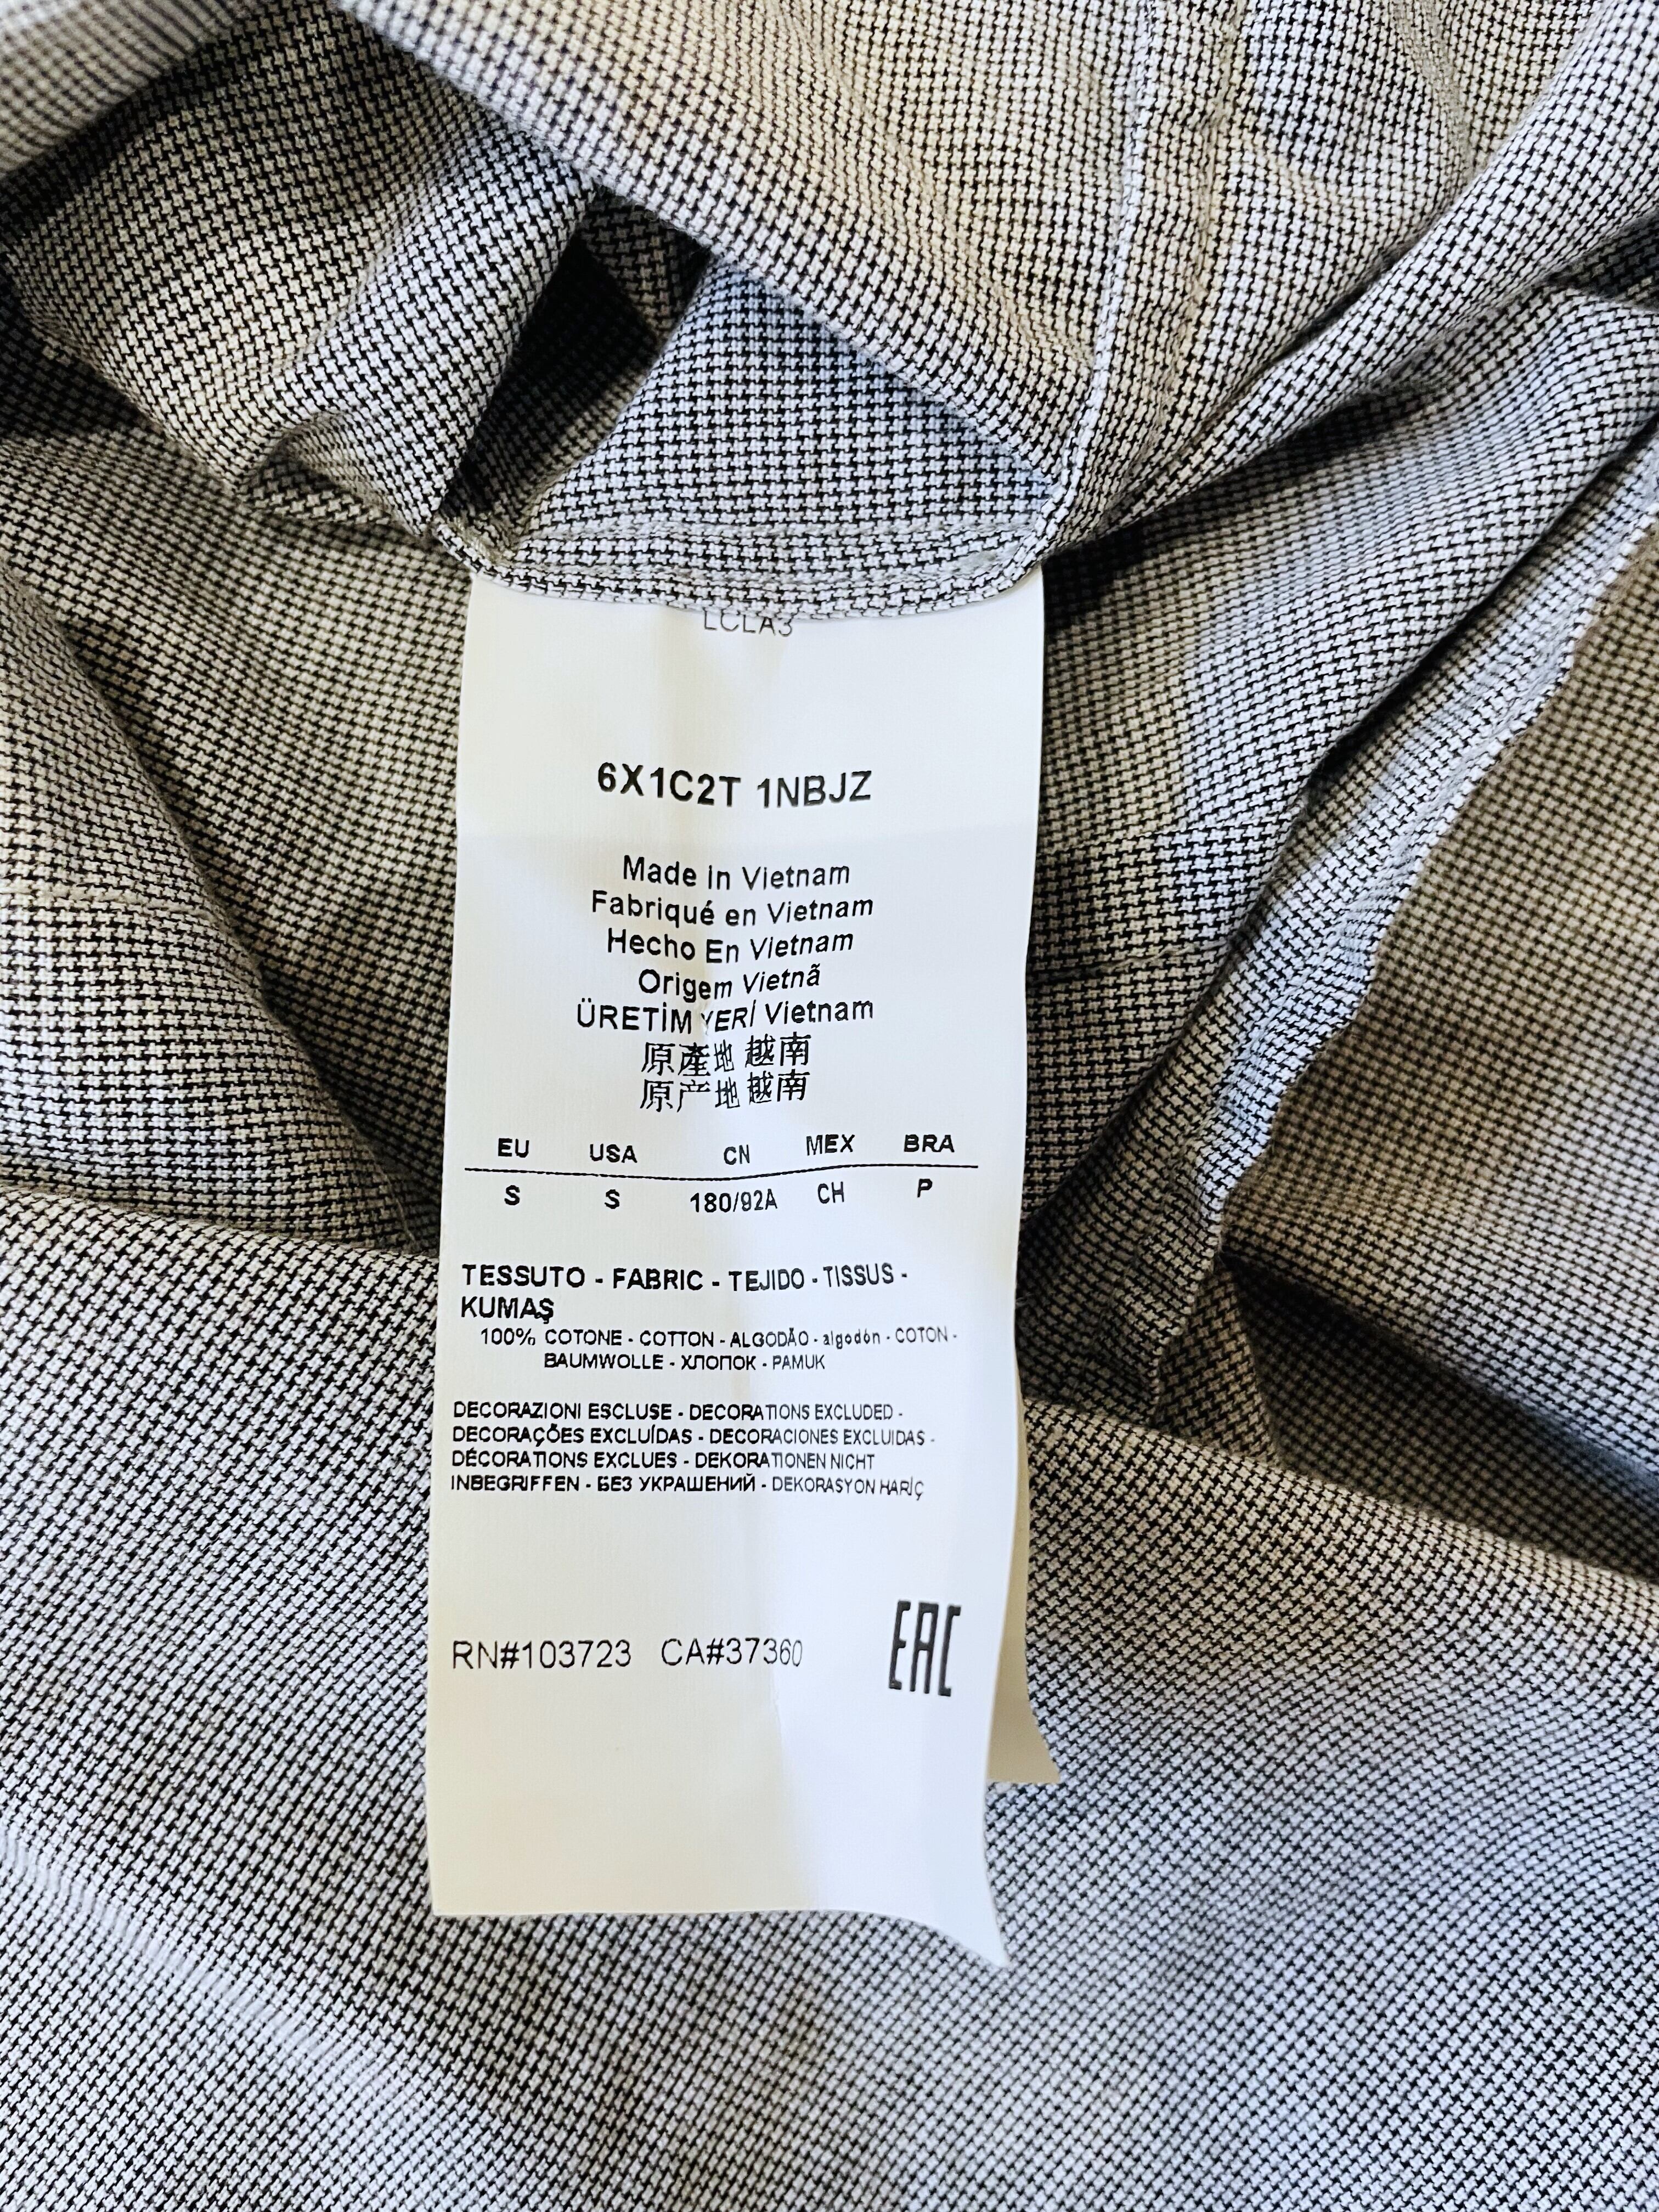 LCLA3
6X1C2T 1NBJZ
Made in Vietnam
Fabriqué en Vietnam
Hecho En Vietnam
Origem Vietnã
ÜRETİM YERİ Vietnam
原產地 越南
原产地 越南
EU USA CN MEX BRA
S S 180/92A CH P
TESSUTO - FABRIC - TEJIDO - TISSUS -
KUMAŞ
100% COTONE - COTTON - ALGODÃO - algodón - COTON -
BAUMWOLLE - ХЛОПОК - PAMUK
DECORAZIONI ESCLUSE - DECORATIONS EXCLUDED -
DECORAÇÕES EXCLUÍDAS - DECORACIONES EXCLUIDAS -
DÉCORATIONS EXCLUES - DEKORATIONEN NICHT
INBEGRIFFEN - БЕЗ УКРАШЕНИЙ - DEKORASYON HARİÇ
RN#103723 CA#37360 EAC